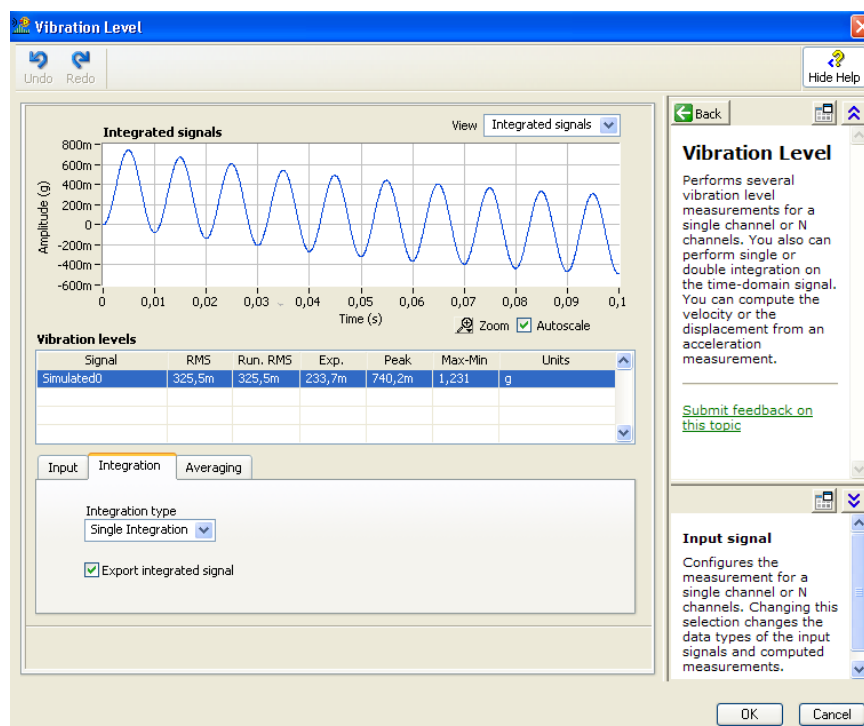 Vibration Level
Undo Redo
Hide Help
Integrated signals
View Integrated signals
800m
600m
400m
200m
0
-200m
-400m
-600m
Amplitude (g)
0 0,01 0,02 0,03 0,04 0,05 0,06 0,07 0,08 0,09 0,1
Time (s)
Zoom Autoscale
Vibration levels
Signal RMS Run. RMS Exp. Peak Max-Min Units
Simulated0 325,5m 325,5m 233,7m 740,2m 1,231 g
Input Integration Averaging
Integration type
Single Integration
Export integrated signal
Back
Vibration Level
Performs several
vibration level
measurements for a
single channel or N
channels. You also can
perform single or
double integration on
the time-domain signal.
You can compute the
velocity or the
displacement from an
acceleration
measurement.
Submit feedback on
this topic
Input signal
Configures the
measurement for a
single channel or N
channels. Changing this
selection changes the
data types of the input
signals and computed
measurements.
OK Cancel